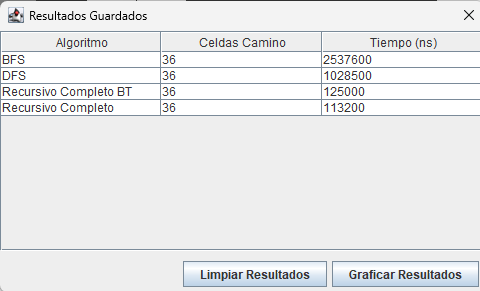 Resultados Guardados
Algoritmo Celdas Camino Tiempo (ns)
BFS 36 2537600
DFS 36 1028500
Recursivo Completo BT 36 125000
Recursivo Completo 36 113200
Limpiar Resultados Graficar Resultados